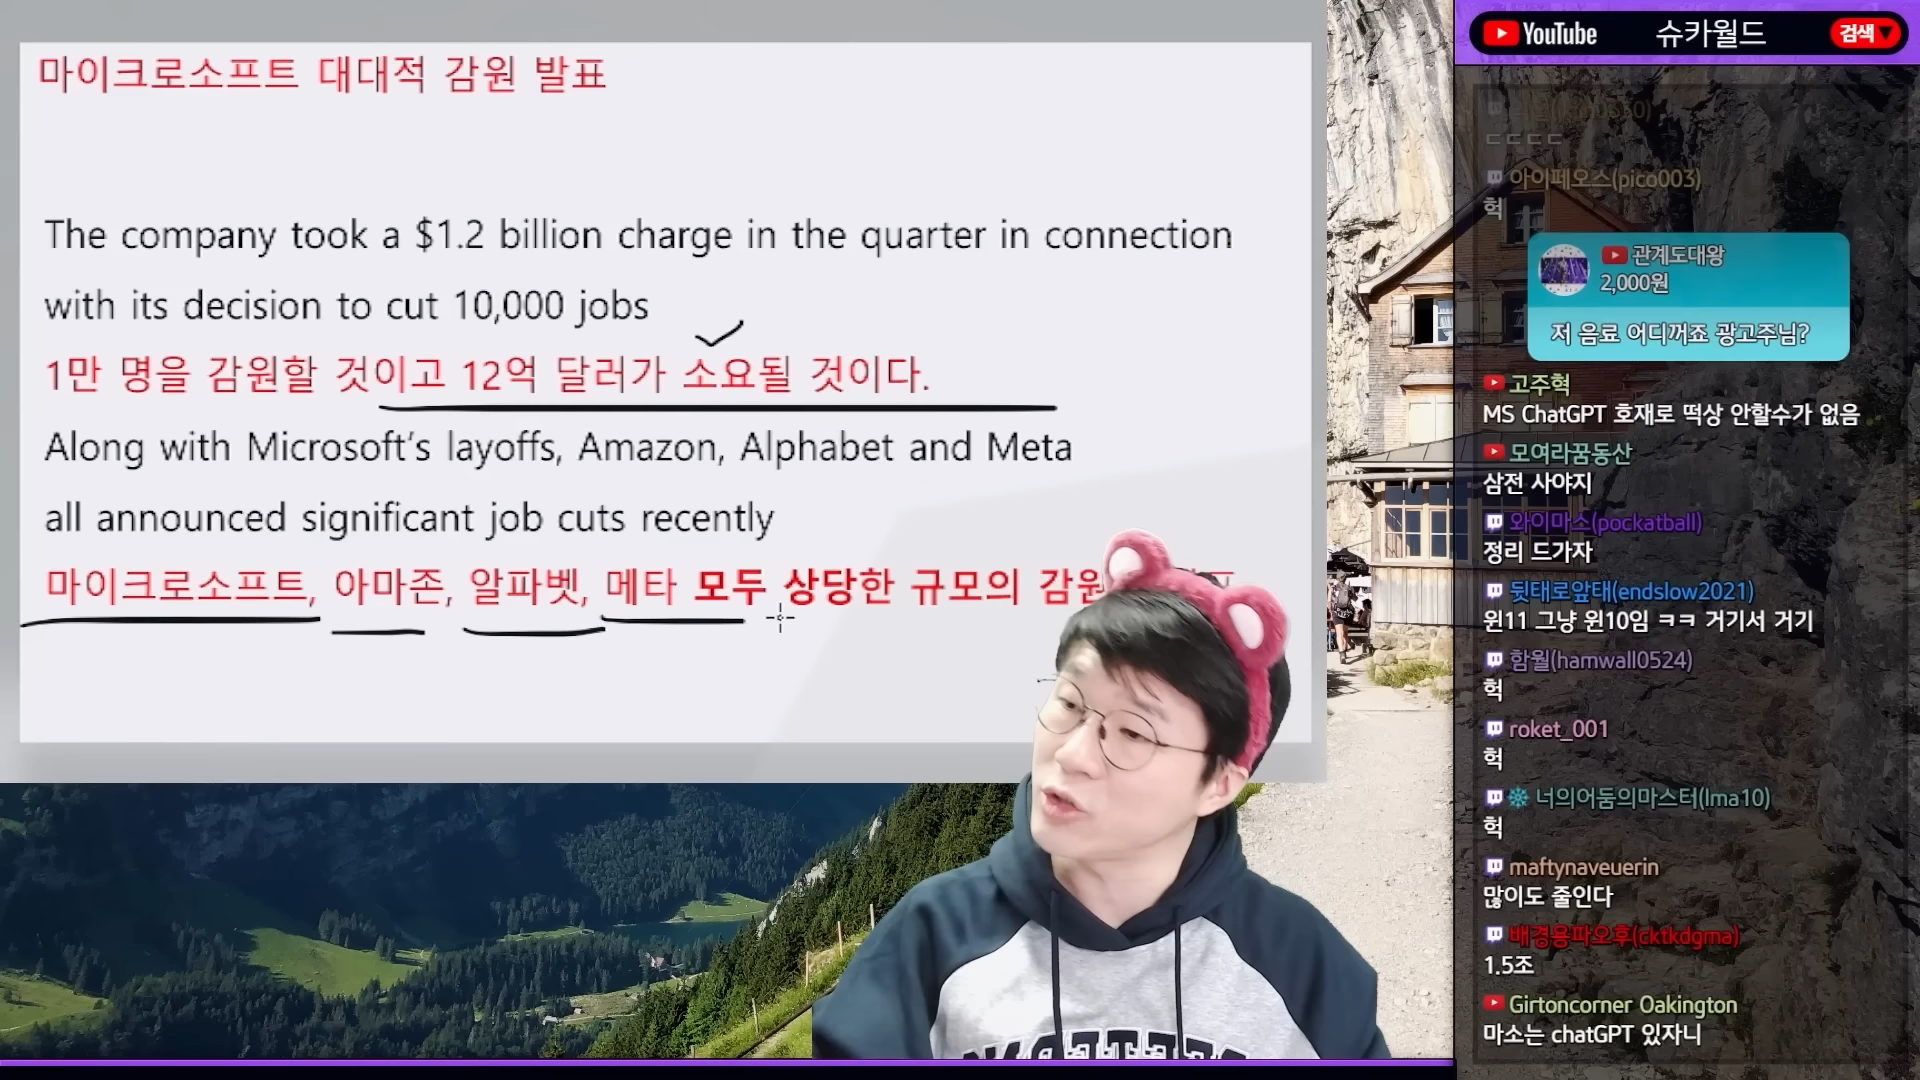 마이크로소프트 대대적 감원 발표
The company took a $1.2 billion charge in the quarter in connection
with its decision to cut 10,000 jobs
1만 명을 감원할 것이고 12억 달러가 소요될 것이다.
Along with Microsoft's layoffs, Amazon, Alphabet and Meta
all announced significant job cuts recently
마이크로소프트, 아마존, 알파벳, 메타 모두 상당한 규모의 감원
YouTube 슈카월드 검색
ㄷㄷㄷㄷ
아이페오스(pico003)
헉
관계도대왕
2,000원
저 음료 어디꺼죠 광고주님?
고주혁
MS ChatGPT 호재로 떡상 안할수가 없음
모여라꿈동산
삼전 사야지
와이마소(pockatball)
정리 드가자
뒷태로앞태(endslow2021)
윈11 그냥 윈10임 ㅋㅋ 거기서 거기
함월(hamwall0524)
헉
roket_001
헉
너의어둠의마스터(lma10)
헉
maftynaveuerin
많이도 줄인다
배경용파오후(cktkdgma)
1.5조
Girtoncorner Oakington
마소는 chatGPT 있자니